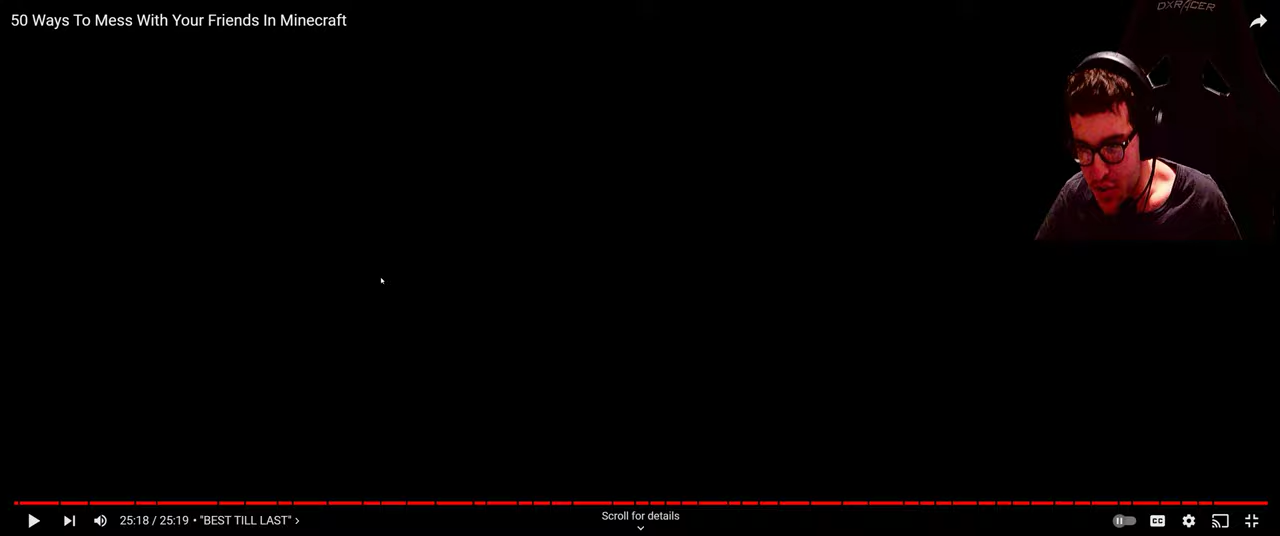 50 Ways To Mess With Your Friends In Minecraft
DXRACER
25:18 / 25:19 • "BEST TILL LAST" ›
Scroll for details
CC